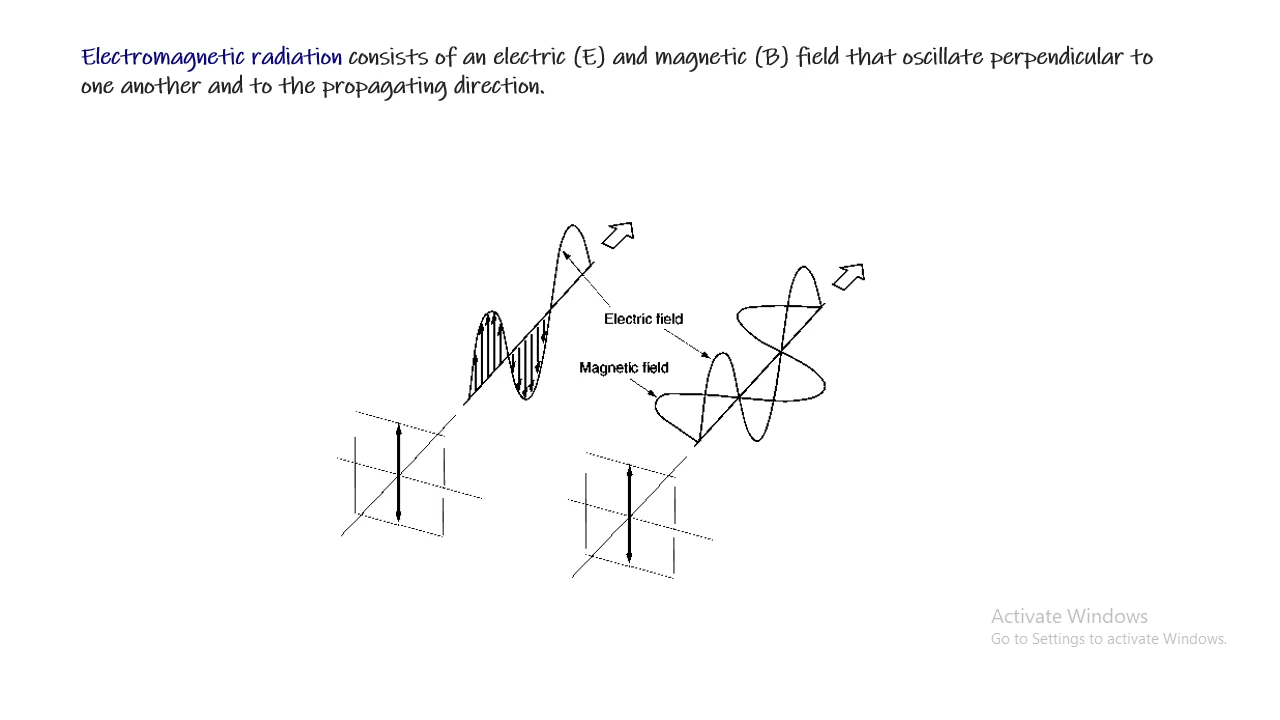 Electromagnetic radiation consists of an electric (E) and magnetic (B) field that oscillate perpendicular to
one another and to the propagating direction.
Electric field
Magnetic field
Activate Windows
Go to Settings to activate Windows.